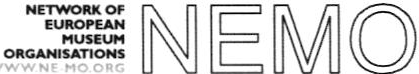 NETWORK OF
EUROPEAN
MUSEUM
ORGANISATIONS
WWW.NE-MO.ORG
NEMO